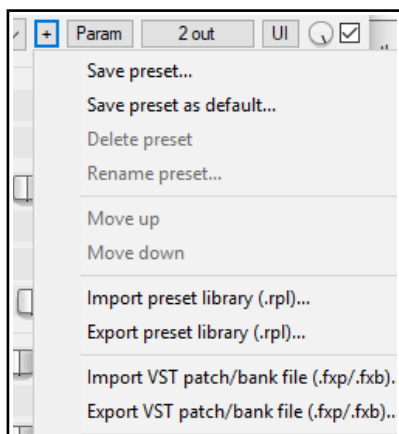 + Param 2 out UI
Save preset...
Save preset as default...
Delete preset
Rename preset...
Move up
Move down
Import preset library (.rpl)...
Export preset library (.rpl)...
Import VST patch/bank file (.fxp/.fxb)..
Export VST patch/bank file (.fxp/.fxb)..